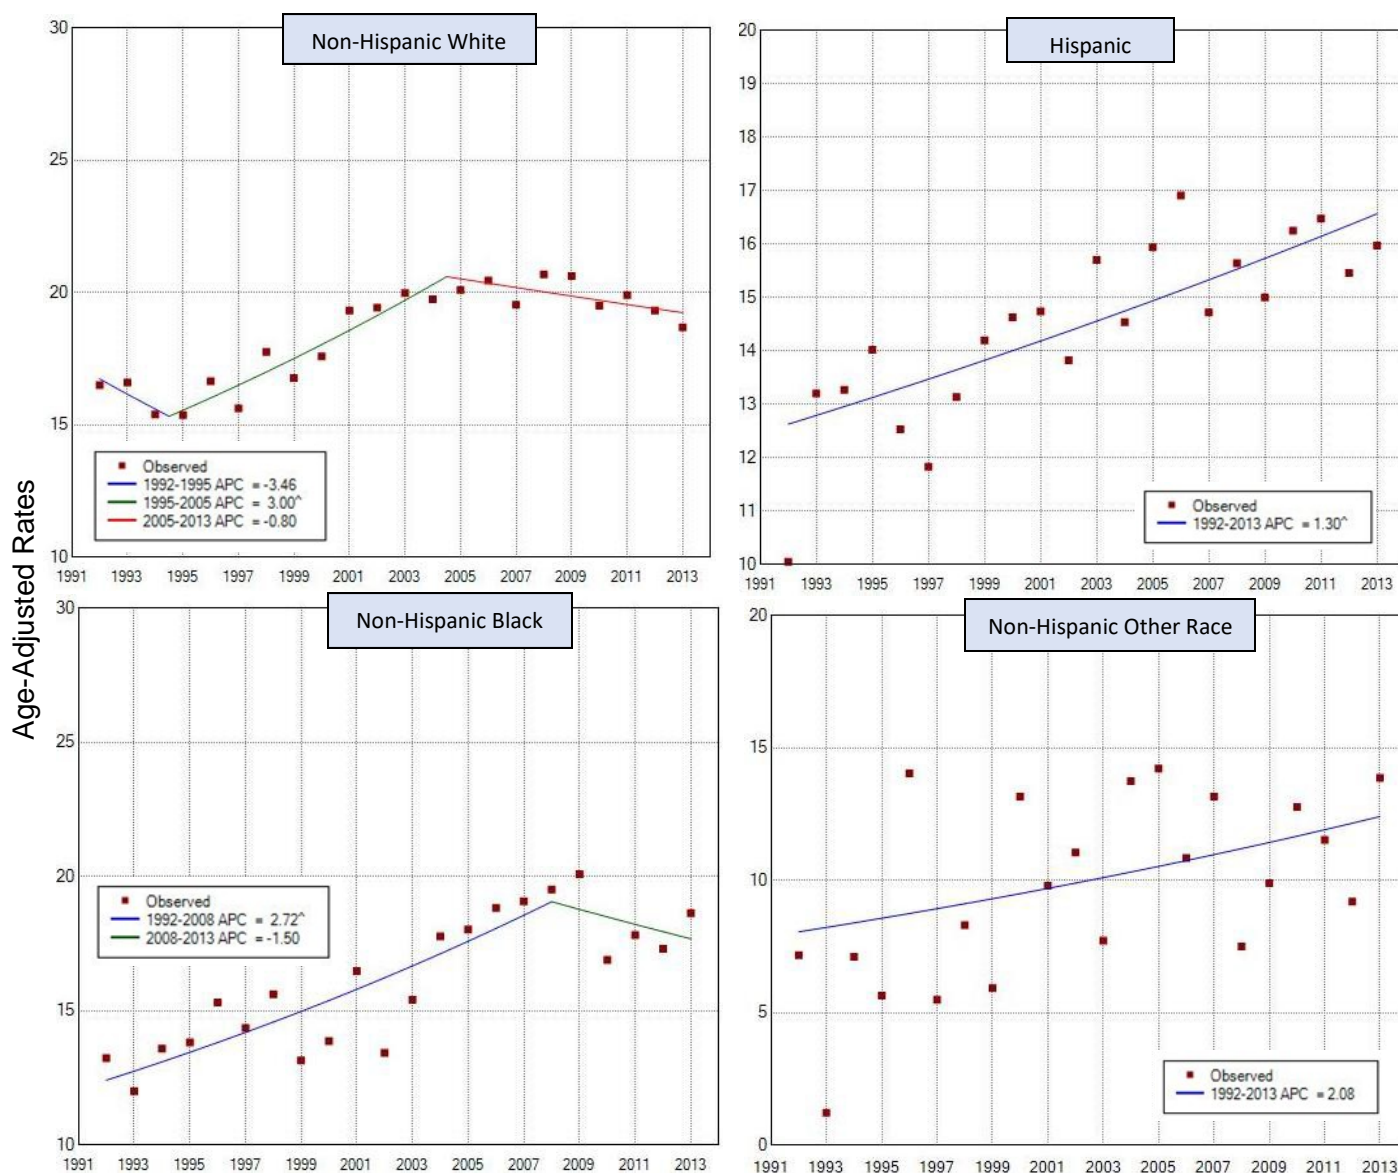 Age-Adjusted Rates
Non-Hispanic White
30
25
20
15
10
Observed
1992-1995 APC = -3.46
1995-2005 APC = 3.00^
2005-2013 APC = -0.80
1991 1993 1995 1997 1999 2001 2003 2005 2007 2009 2011 2013
Hispanic
20
19
18
17
16
15
14
13
12
11
10
Observed
1992-2013 APC = 1.30^
1991 1993 1995 1997 1999 2001 2003 2005 2007 2009 2011 2013
Non-Hispanic Black
30
25
20
15
10
Observed
1992-2008 APC = 2.72^
2008-2013 APC = -1.50
1991 1993 1995 1997 1999 2001 2003 2005 2007 2009 2011 2013
Non-Hispanic Other Race
20
15
10
5
0
Observed
1992-2013 APC = 2.08
1991 1993 1995 1997 1999 2001 2003 2005 2007 2009 2011 2013